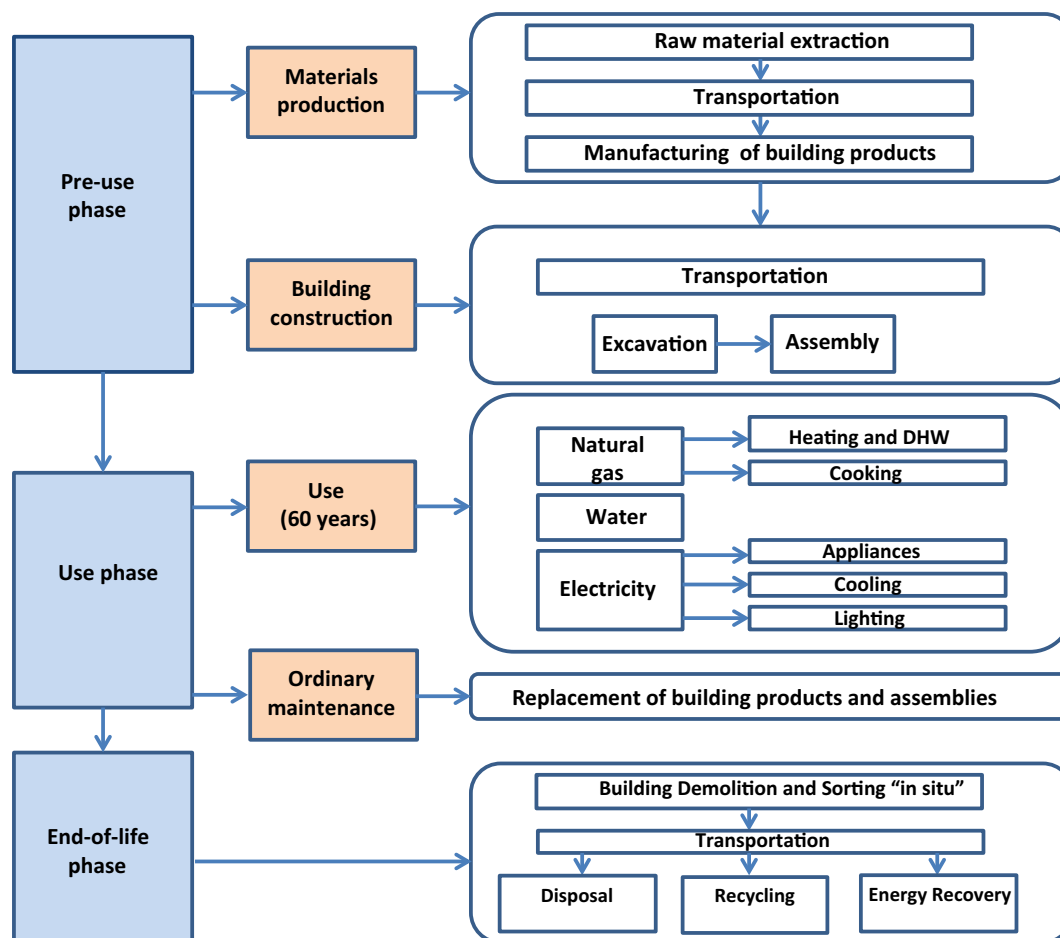 Pre-use
phase
Materials
production
Raw material extraction
Transportation
Manufacturing of building products
Building
construction
Transportation
Excavation
Assembly
Use phase
Use
(60 years)
Natural
gas
Heating and DHW
Cooking
Water
Electricity
Appliances
Cooling
Lighting
Ordinary
maintenance
Replacement of building products and assemblies
End-of-life
phase
Building Demolition and Sorting “in situ”
Transportation
Disposal
Recycling
Energy Recovery